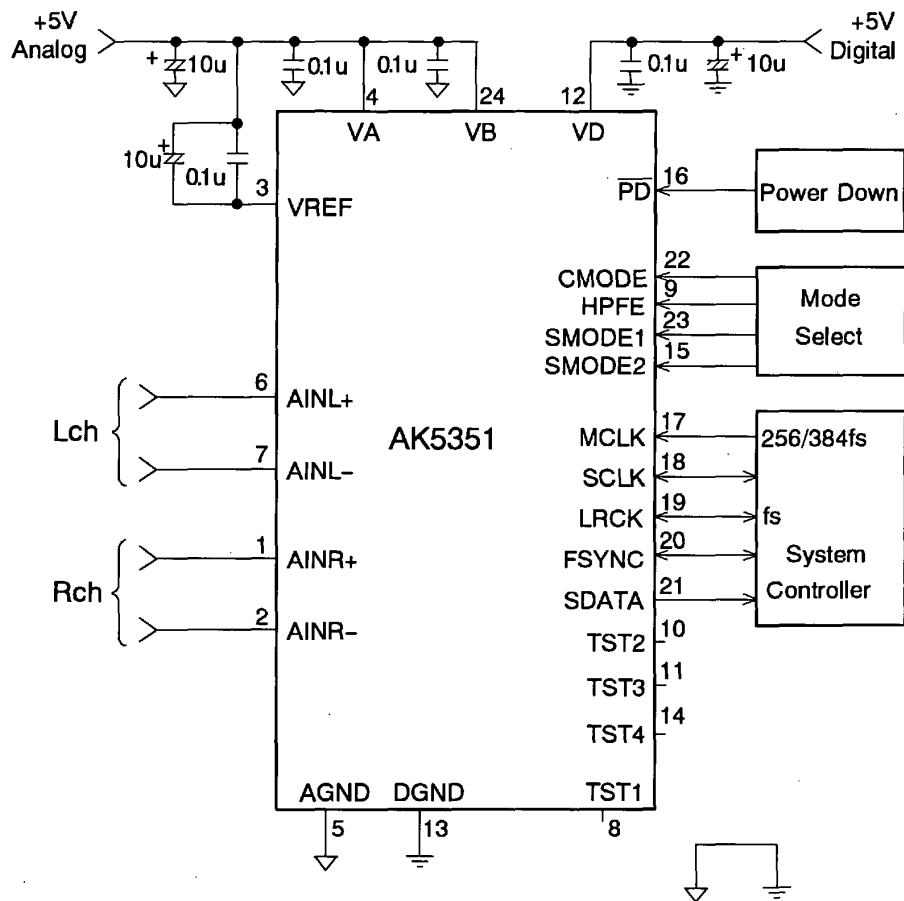 +5V
Analog
+
10u
0.1u
0.1u
+5V
Digital
0.1u
+
10u
4
24
12
VA
VB
VD
+
10u
0.1u
3
VREF
PD
16
Power Down
CMODE
22
HPFE
9
SMODE1
23
SMODE2
15
Mode
Select
Lch
6
AINL+
7
AINL−
AK5351
MCLK
17
256/384fs
SCLK
18
LRCK
19
fs
FSYNC
20
SDATA
21
System
Controller
Rch
1
AINR+
2
AINR−
TST2
10
TST3
11
TST4
14
AGND
DGND
TST1
5
13
8